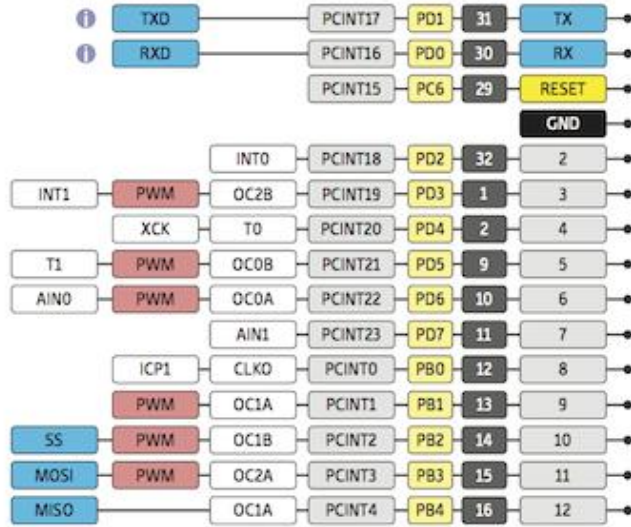 i TXD PCINT17 PD1 31 TX
i RXD PCINT16 PD0 30 RX
PCINT15 PC6 29 RESET
GND
INT0 PCINT18 PD2 32 2
INT1 PWM OC2B PCINT19 PD3 1 3
XCK T0 PCINT20 PD4 2 4
T1 PWM OC0B PCINT21 PD5 9 5
AIN0 PWM OC0A PCINT22 PD6 10 6
AIN1 PCINT23 PD7 11 7
ICP1 CLKO PCINT0 PB0 12 8
PWM OC1A PCINT1 PB1 13 9
SS PWM OC1B PCINT2 PB2 14 10
MOSI PWM OC2A PCINT3 PB3 15 11
MISO OC1A PCINT4 PB4 16 12